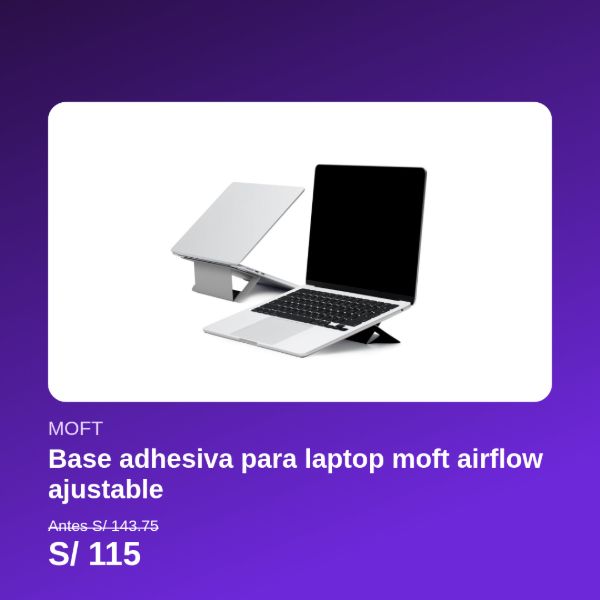 MOFT
Base adhesiva para laptop moft airflow
ajustable
Antes S/ 143.75
S/ 115